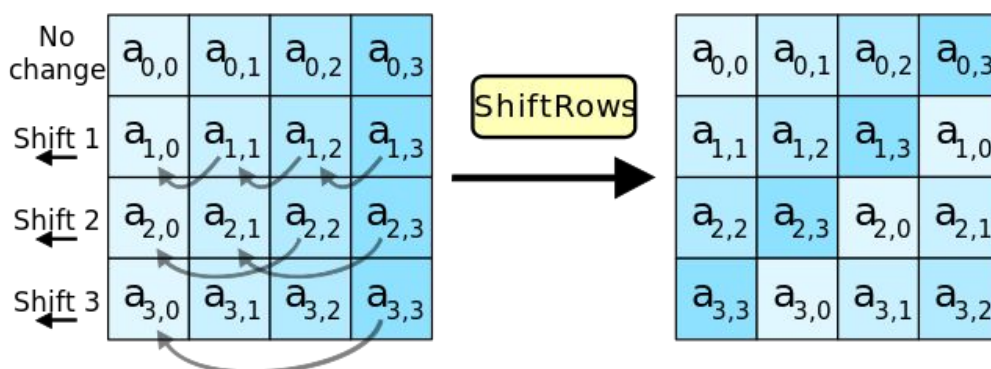 No
change
a0,0 a0,1 a0,2 a0,3
Shift 1
a1,0 a1,1 a1,2 a1,3
Shift 2
a2,0 a2,1 a2,2 a2,3
Shift 3
a3,0 a3,1 a3,2 a3,3
ShiftRows
a0,0 a0,1 a0,2 a0,3
a1,1 a1,2 a1,3 a1,0
a2,2 a2,3 a2,0 a2,1
a3,3 a3,0 a3,1 a3,2